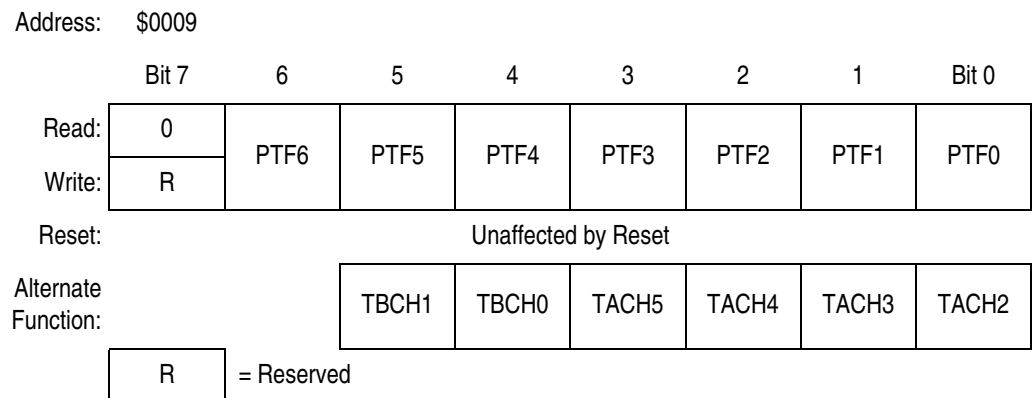 Address: $0009
Bit 7 6 5 4 3 2 1 Bit 0
Read: 0 PTF6 PTF5 PTF4 PTF3 PTF2 PTF1 PTF0
Write: R
Reset: Unaffected by Reset
Alternate
Function: TBCH1 TBCH0 TACH5 TACH4 TACH3 TACH2
R = Reserved